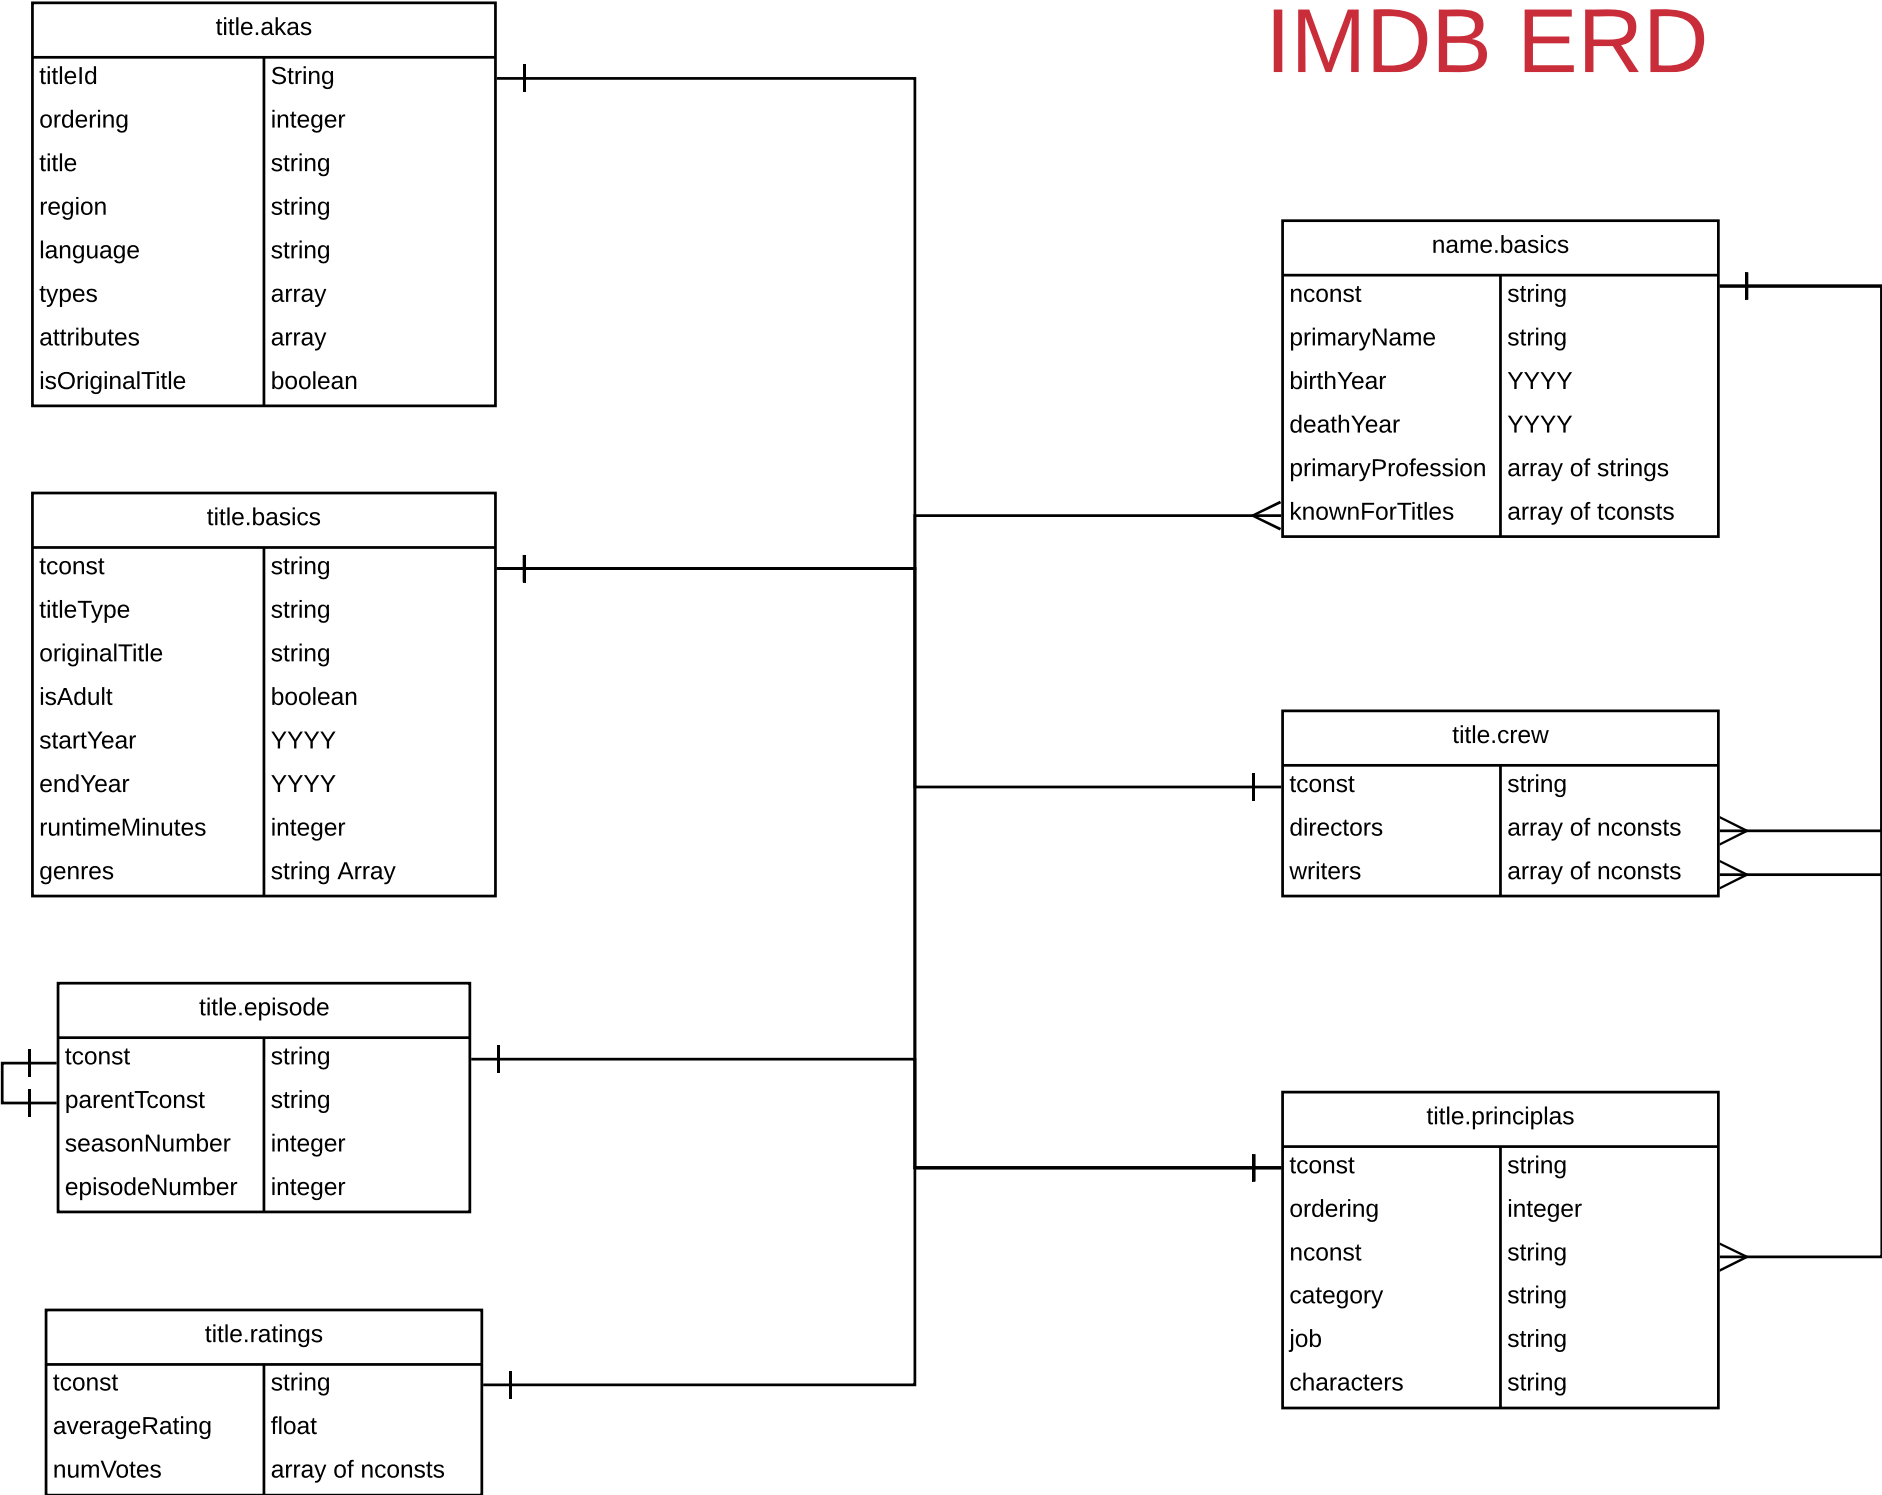 IMDB ERD
title.akas
titleId String
ordering integer
title string
region string
language string
types array
attributes array
isOriginalTitle boolean
title.basics
tconst string
titleType string
originalTitle string
isAdult boolean
startYear YYYY
endYear YYYY
runtimeMinutes integer
genres string Array
title.episode
tconst string
parentTconst string
seasonNumber integer
episodeNumber integer
title.ratings
tconst string
averageRating float
numVotes array of nconsts
name.basics
nconst string
primaryName string
birthYear YYYY
deathYear YYYY
primaryProfession array of strings
knownForTitles array of tconsts
title.crew
tconst string
directors array of nconsts
writers array of nconsts
title.principlas
tconst string
ordering integer
nconst string
category string
job string
characters string